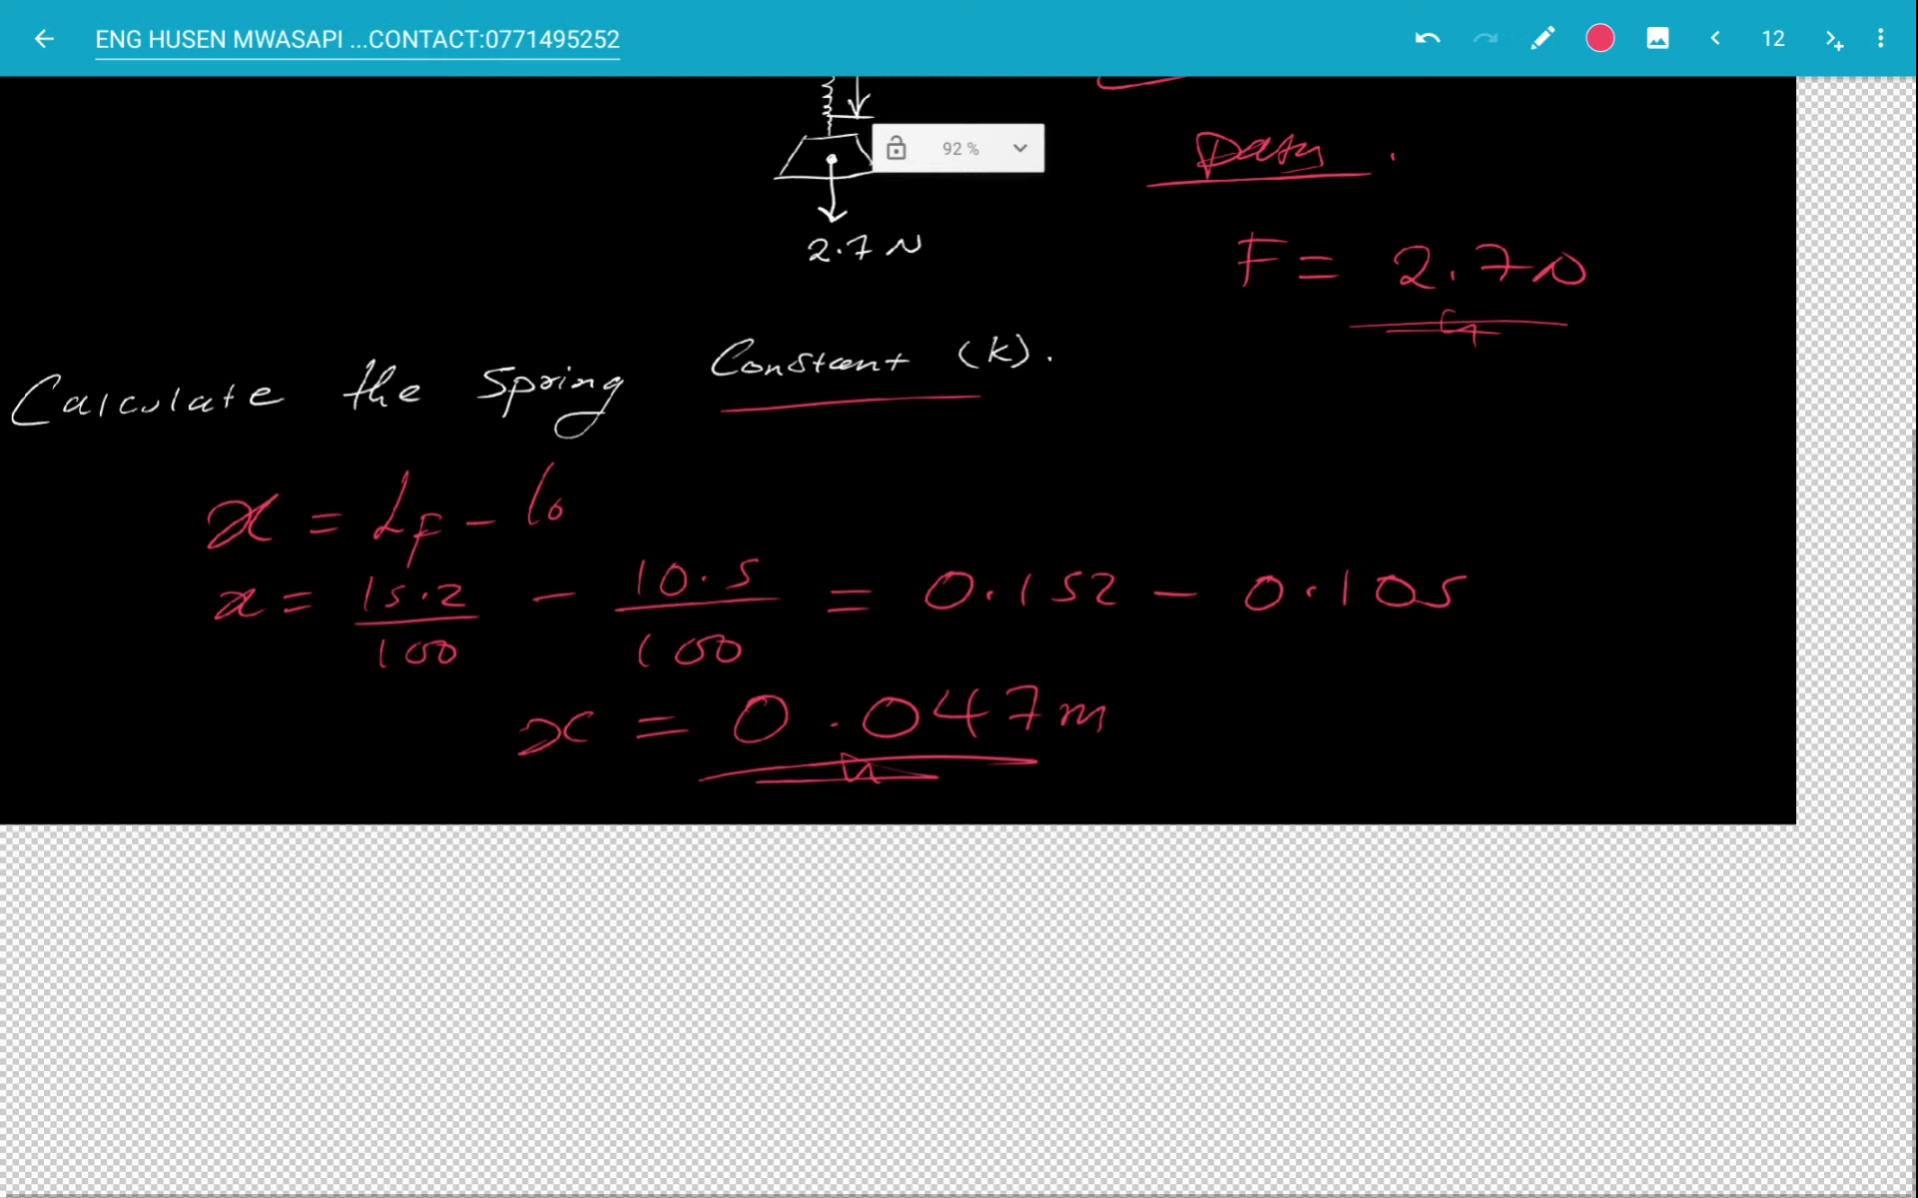 ENG HUSEN MWASAPI ...CONTACT:0771495252
12
92 %
Data.
2.7 N
F = 2.7N
Calculate the Spring Constant (k).
x = LF - lo
x = 15.2/100 - 10.5/100 = 0.152 - 0.105
x = 0.047m